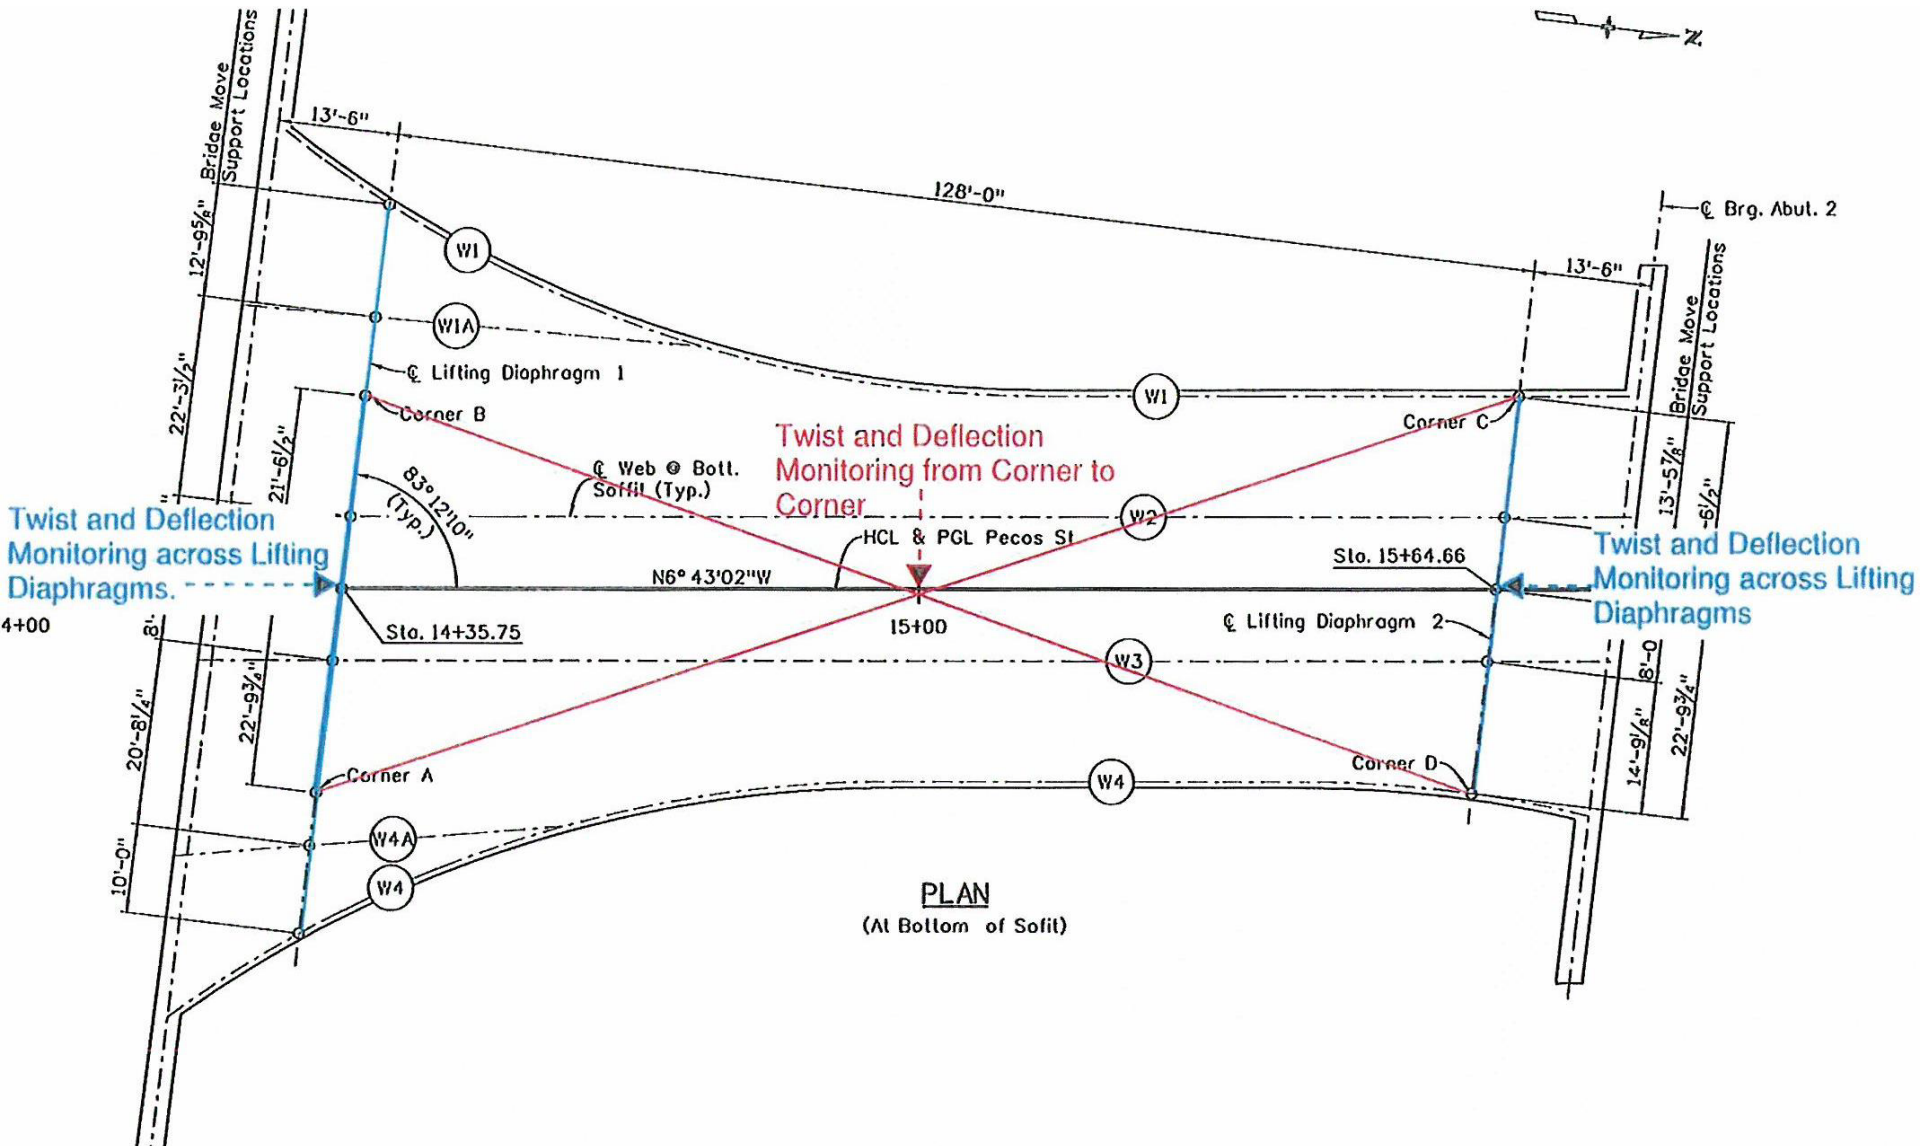 N
13'-6"
Bridge Move
Support Locations
128'-0"
℄ Brg. Abut. 2
12'-9⅝"
W1
13'-6"
Bridge Move
Support Locations
W1A
22'-3½"
℄ Lifting Diaphragm 1
Corner B
W1
Corner C
21'-6½"
83°12'10"
(Typ.)
℄ Web @ Bott.
Soffit (Typ.)
Twist and Deflection
Monitoring from Corner to
Corner
W2
13'-5⅞"
-6½"
Twist and Deflection
Monitoring across Lifting
Diaphragms.
HCL & PGL Pecos St
Sta. 15+64.66
Twist and Deflection
Monitoring across Lifting
Diaphragms
N6°43'02"W
4+00
8'-
Sta. 14+35.75
15+00
℄ Lifting Diaphragm 2
W3
8'-0
20'-8¼"
22'-9¾"
Corner A
W4
Corner D
14'-9⅛"
22'-9¾"
W4A
10'-0"
W4
PLAN
(At Bottom of Sofit)